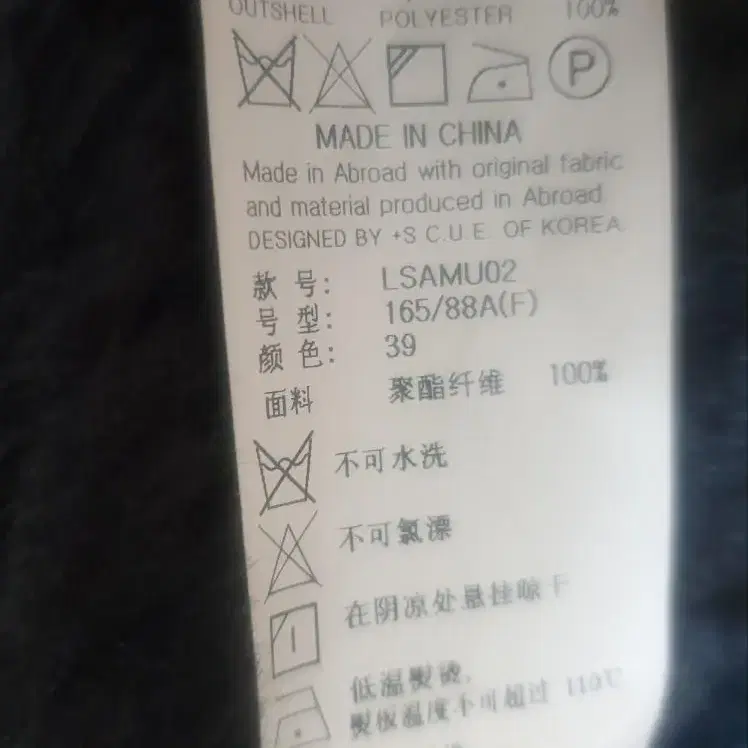 OUTSHELL POLYESTER 100%
P
MADE IN CHINA
Made in Abroad with original fabric
and material produced in Abroad.
DESIGNED BY +S C.U.E. OF KOREA.
款 号: LSAMU02
号 型: 165/88A(F)
颜 色: 39
面料 聚酯纤维 100%
不可水洗
不可氯漂
在阴凉处悬挂晾干
低温熨烫,
熨板温度不可超过 110℃